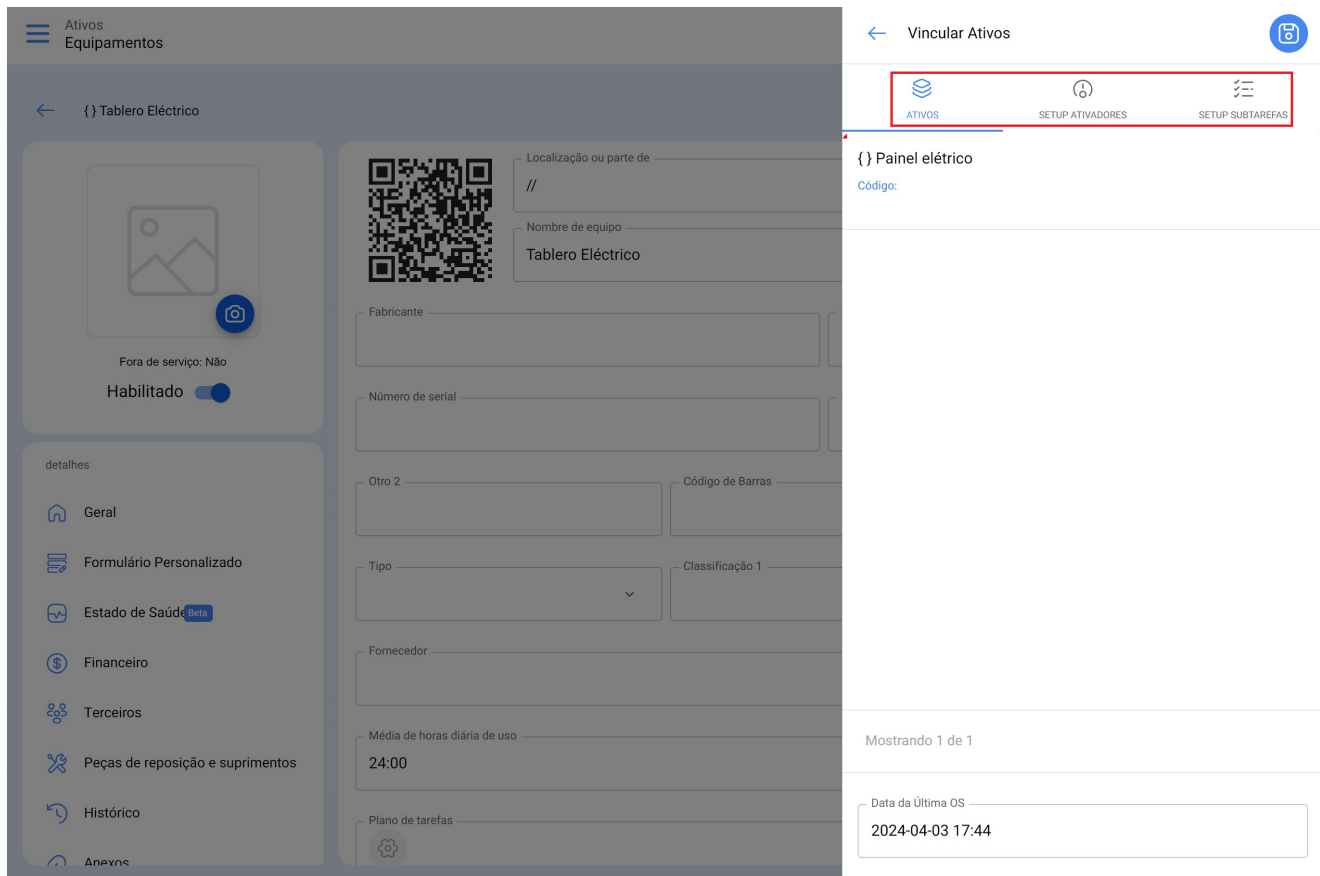 Ativos
Equipamentos
{ } Tablero Eléctrico
Fora de serviço: Não
Habilitado
detalhes
Geral
Formulário Personalizado
Estado de Saúde Beta
Financeiro
Terceiros
Peças de reposição e suprimentos
Histórico
Anexos
Localização ou parte de
//
Nombre de equipo
Tablero Eléctrico
Fabricante
Número de serial
Otro 2
Código de Barras
Tipo
Classificação 1
Fornecedor
Média de horas diária de uso
24:00
Plano de tarefas
Vincular Ativos
ATIVOS
SETUP ATIVADORES
SETUP SUBTAREFAS
{ } Painel elétrico
Código:
Mostrando 1 de 1
Data da Última OS
2024-04-03 17:44